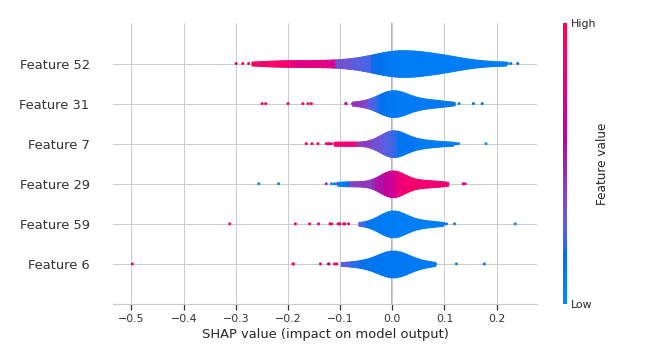 High
Feature 52
Feature 31
Feature 7
Feature 29
Feature 59
Feature 6
Feature value
Low
−0.5 −0.4 −0.3 −0.2 −0.1 0.0 0.1 0.2
SHAP value (impact on model output)